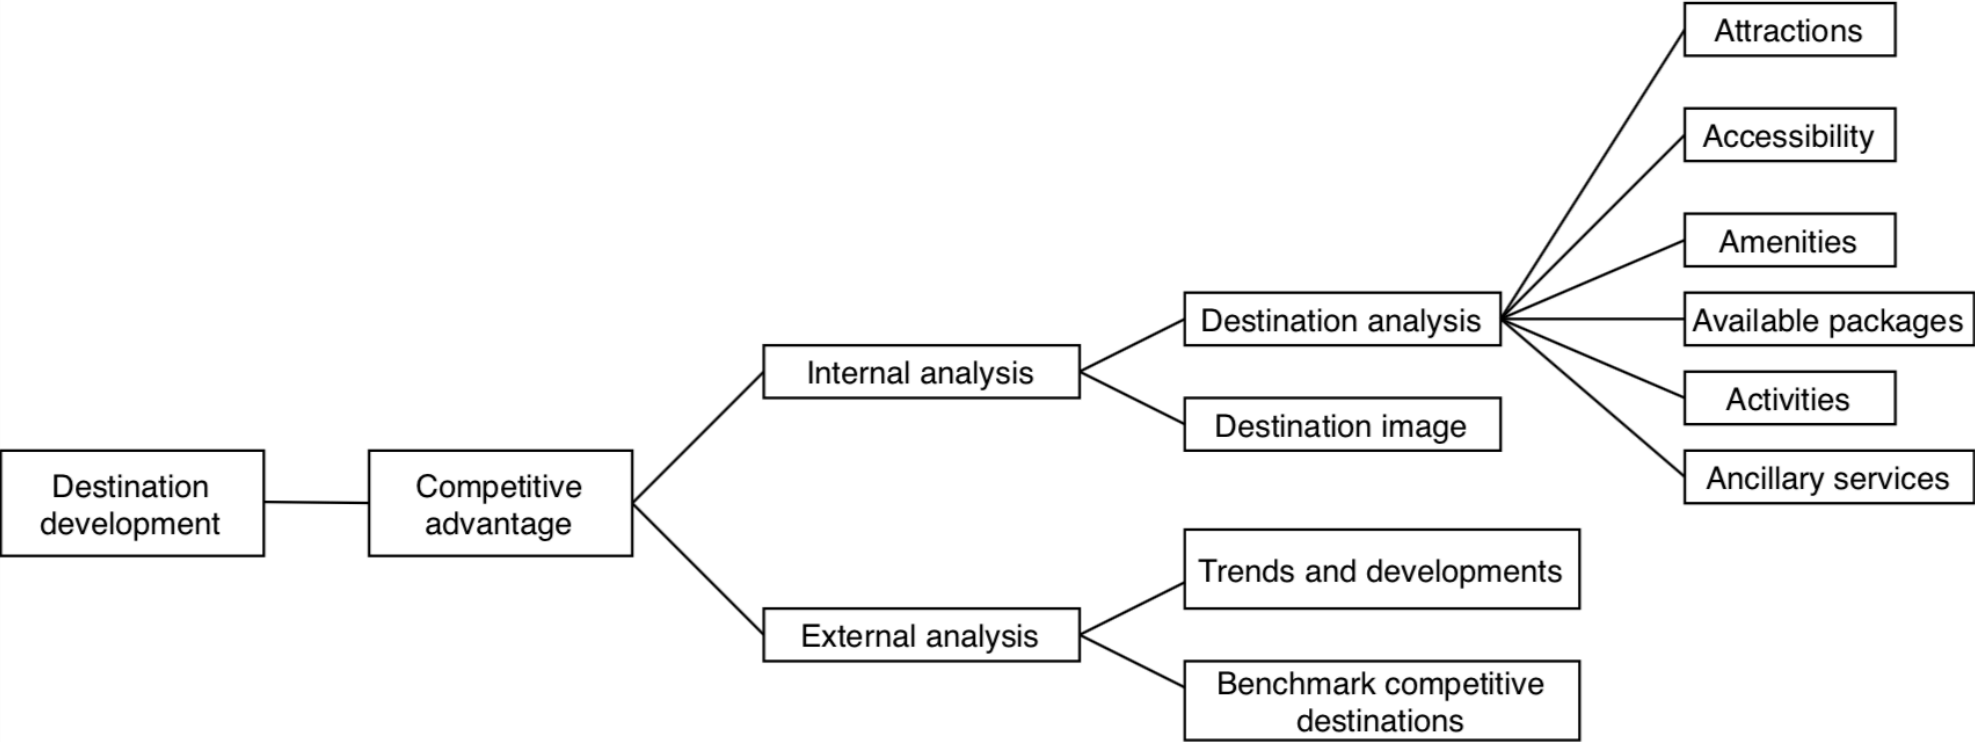 Attractions
Accessibility
Amenities
Destination analysis
Available packages
Internal analysis
Activities
Destination image
Ancillary services
Destination
development
Competitive
advantage
Trends and developments
External analysis
Benchmark competitive
destinations